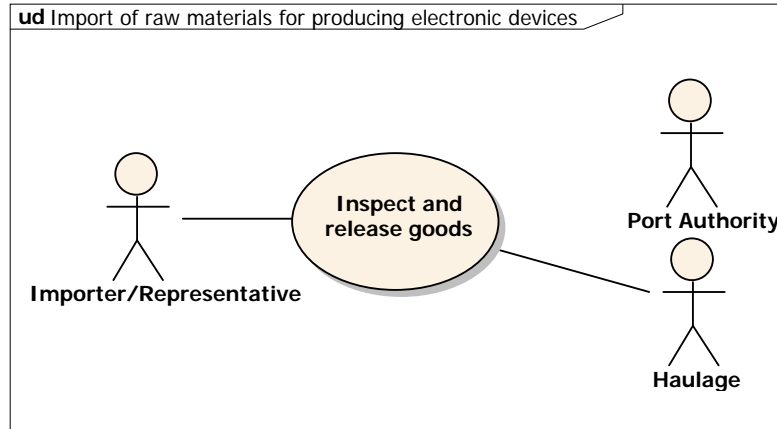 ud Import of raw materials for producing electronic devices
Inspect and
release goods
Port Authority
Importer/Representative
Haulage